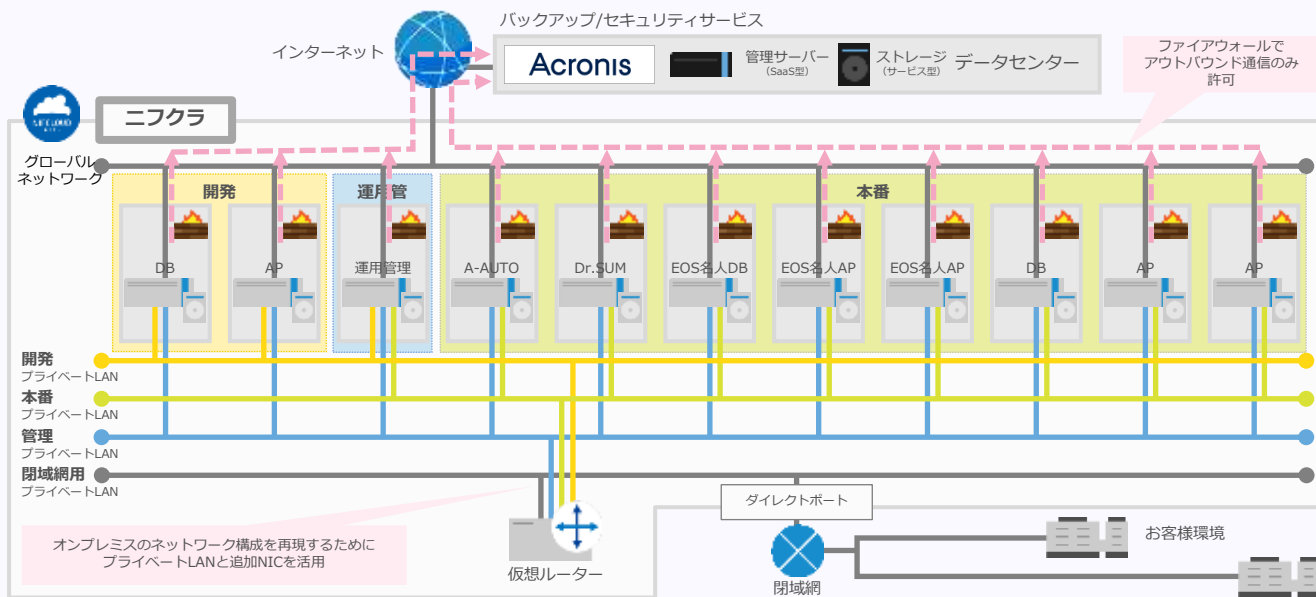 バックアップ/セキュリティサービス
インターネット
Acronis
管理サーバー
(SaaS型)
ストレージ
(サービス型)
データセンター
ファイアウォールで
アウトバウンド通信のみ
許可
ニフクラ
グローバル
ネットワーク
開発
運用管
本番
DB
AP
運用管理
A-AUTO
Dr.SUM
EOS名人DB
EOS名人AP
EOS名人AP
DB
AP
AP
開発
プライベートLAN
本番
プライベートLAN
管理
プライベートLAN
閉域網用
プライベートLAN
ダイレクトポート
オンプレミスのネットワーク構成を再現するために
プライベートLANと追加NICを活用
仮想ルーター
閉域網
お客様環境